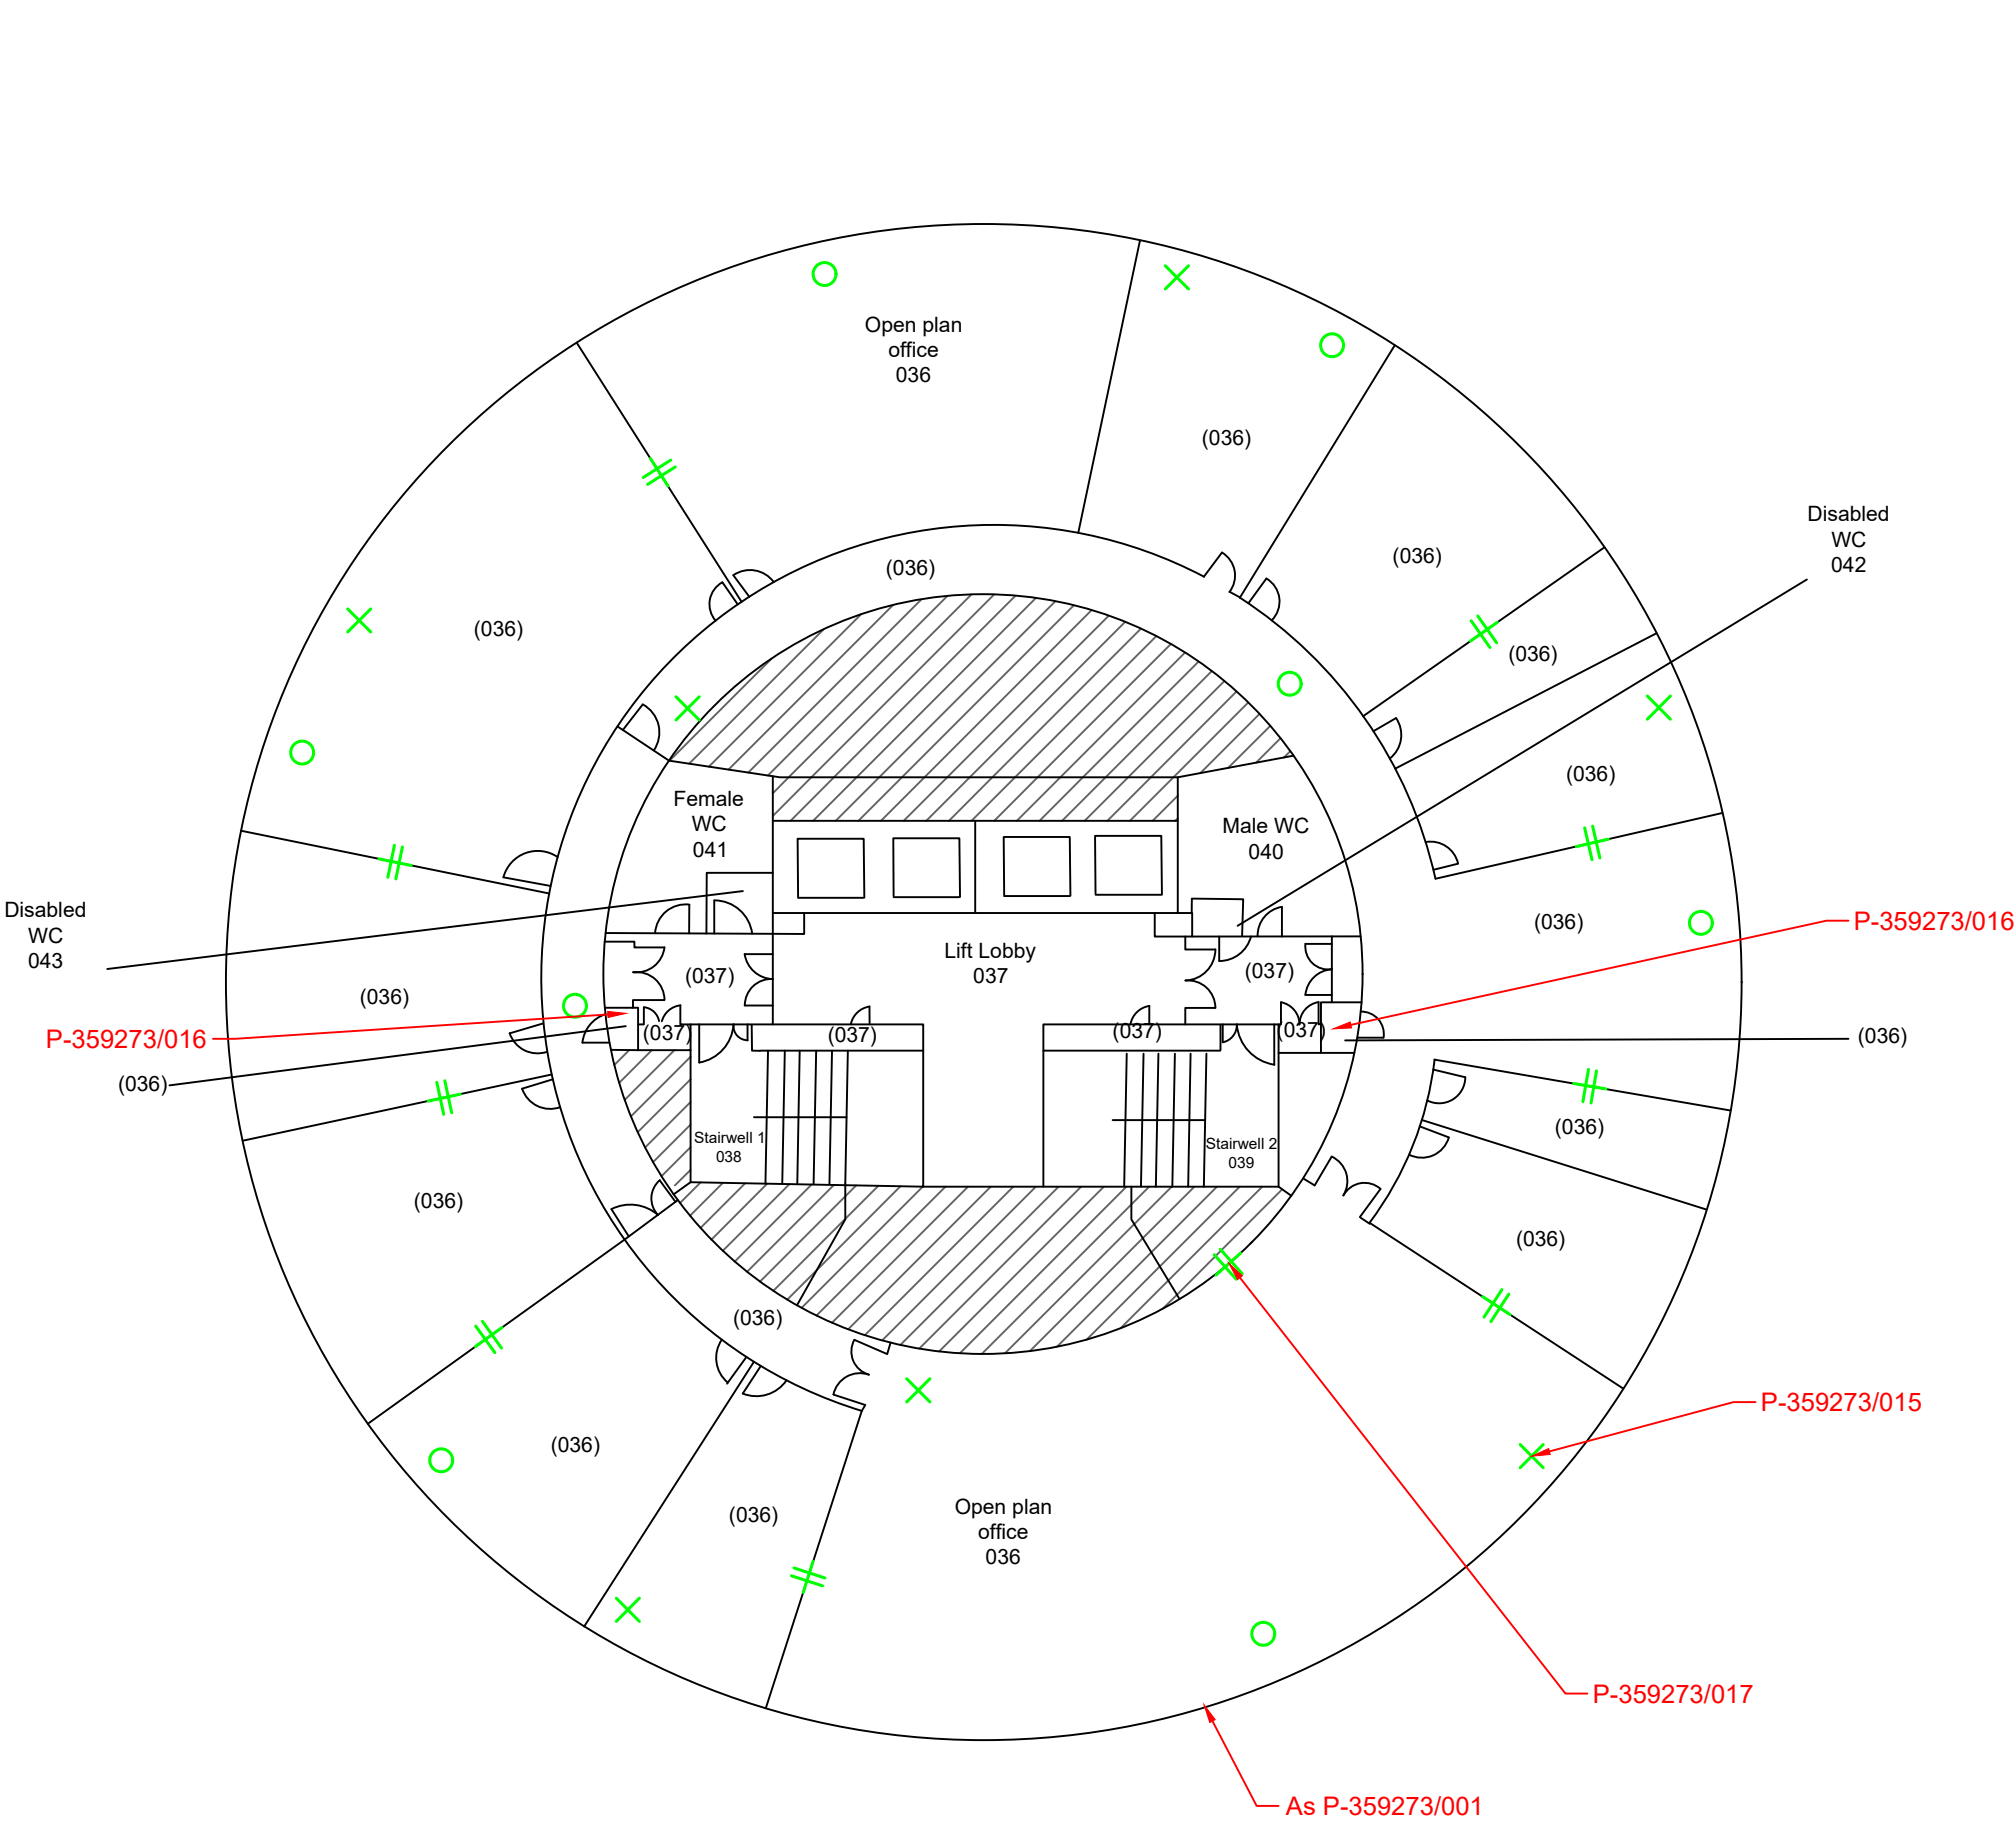 Open plan
office
036
(036)
Disabled
WC
042
(036)
(036)
(036)
(036)
(036)
Female
WC
041
Male WC
040
Disabled
WC
043
(036)
P-359273/016
Lift Lobby
037
(037)
(037)
(036)
P-359273/016
(037)
(037)
(037)
(037)
(036)
(036)
Stairwell 1
038
Stairwell 2
039
(036)
(036)
(036)
(036)
P-359273/015
(036)
(036)
Open plan
office
036
P-359273/017
As P-359273/001